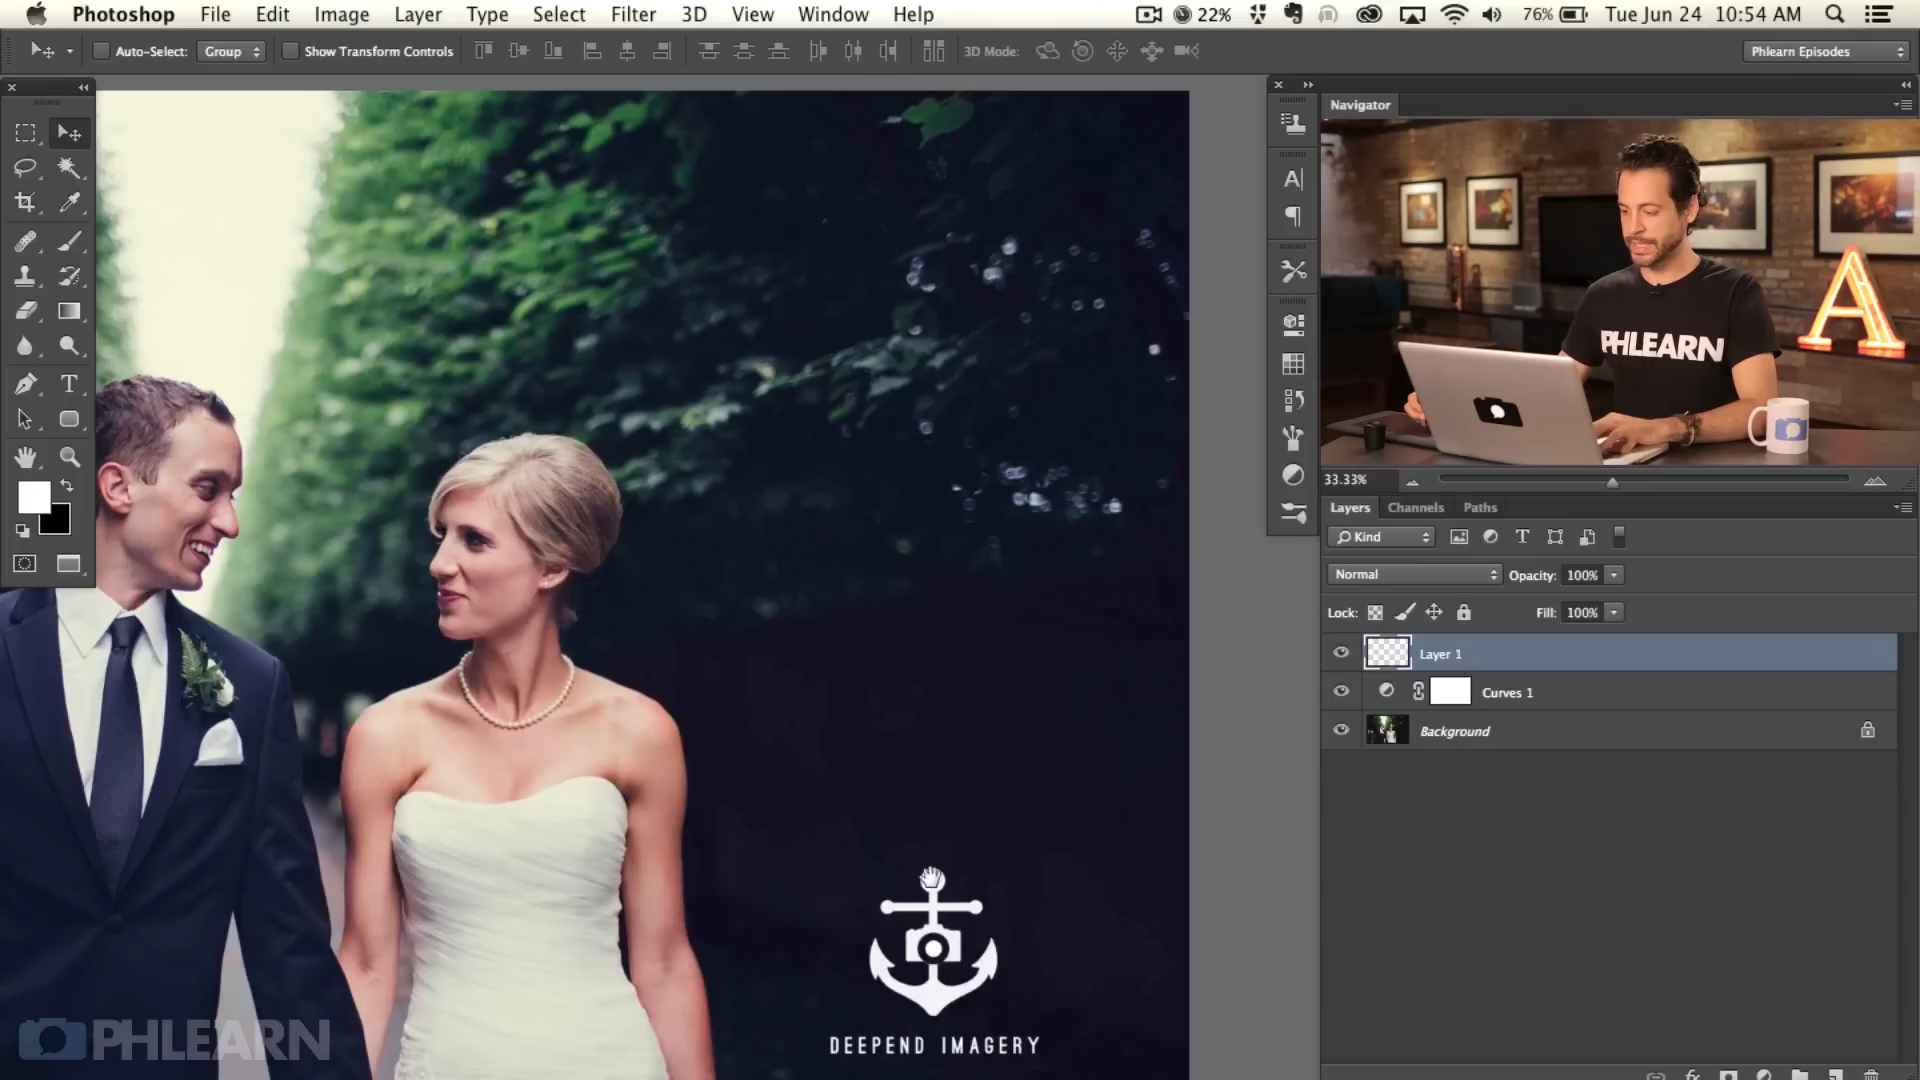 Photoshop File Edit Image Layer Type Select Filter 3D View Window Help 22% 76% Tue Jun 24 10:54 AM
Auto-Select: Group Show Transform Controls 3D Mode: Phlearn Episodes
Navigator
PHLEARN
A
33.33%
Layers Channels Paths
Kind
Normal Opacity: 100%
Lock: Fill: 100%
Layer 1
Curves 1
Background
DEEPEND IMAGERY
PHLEARN